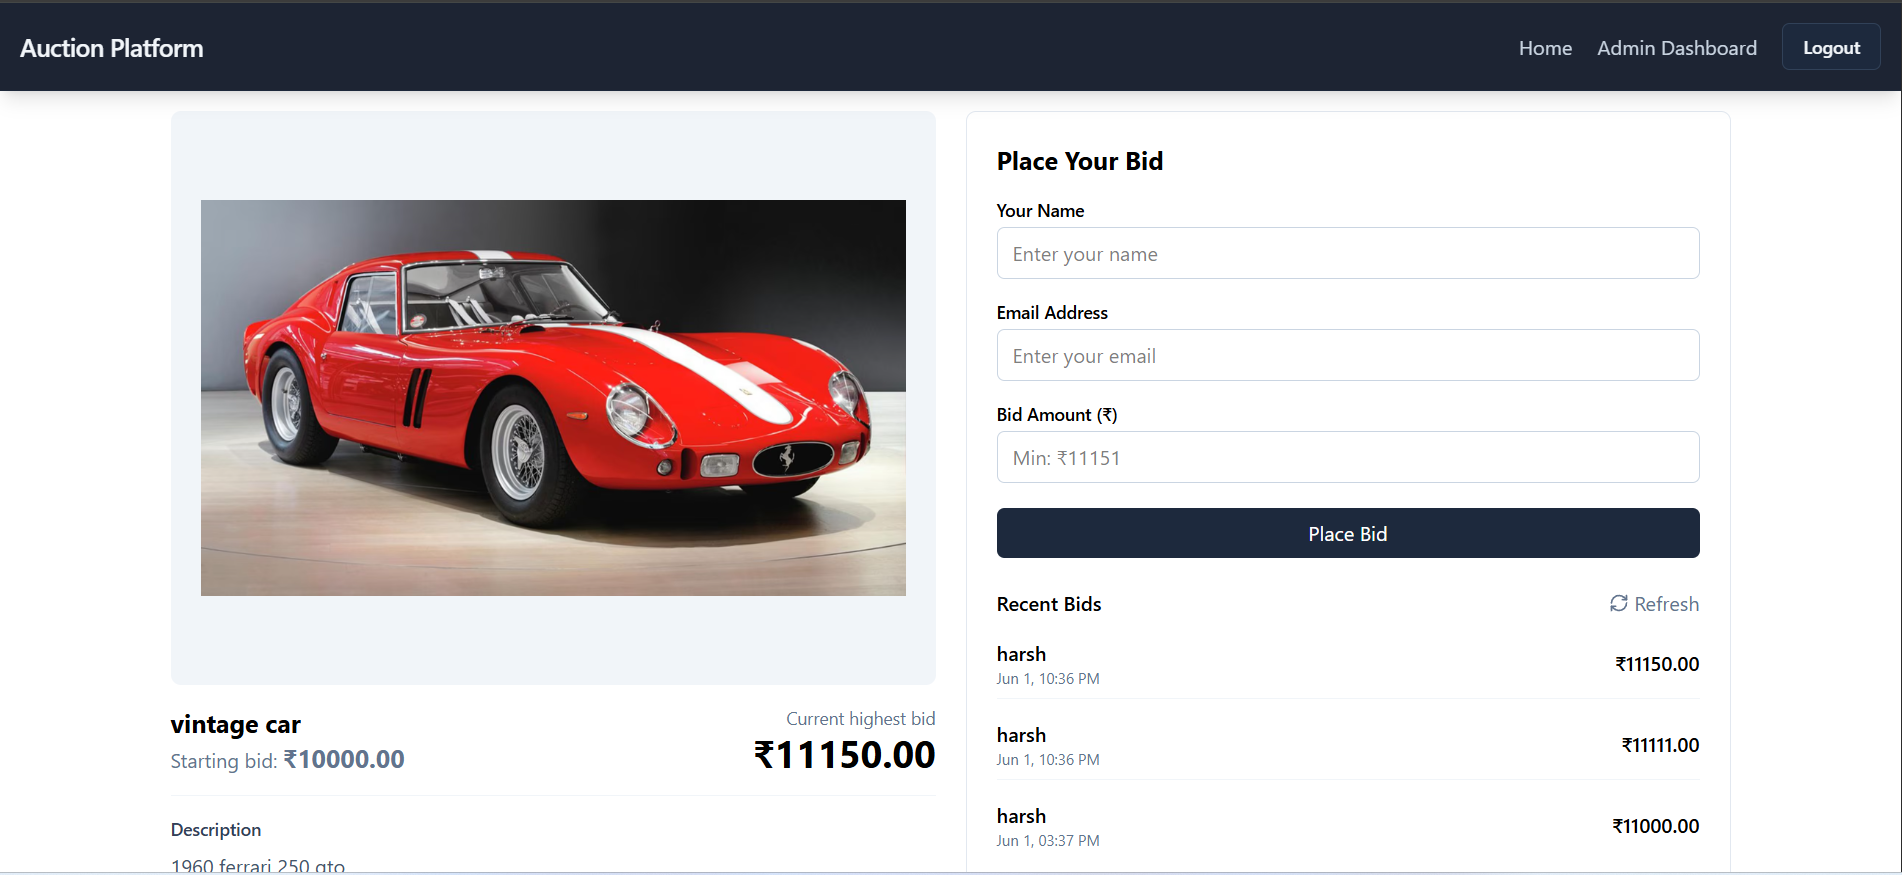 Auction Platform
Home
Admin Dashboard
Logout
vintage car
Starting bid: ₹10000.00
Current highest bid
₹11150.00
Description
1960 ferrari 250 gto
Place Your Bid
Your Name
Enter your name
Email Address
Enter your email
Bid Amount (₹)
Min: ₹11151
Place Bid
Recent Bids
Refresh
harsh
Jun 1, 10:36 PM
₹11150.00
harsh
Jun 1, 10:36 PM
₹11111.00
harsh
Jun 1, 03:37 PM
₹11000.00